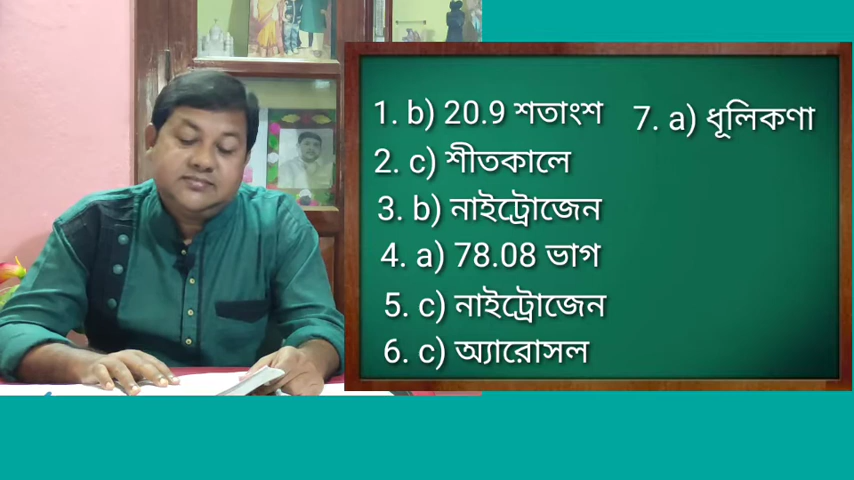 1. b) 20.9 শতাংশ
2. c) শীতকালে
3. b) নাইট্রোজেন
4. a) 78.08 ভাগ
5. c) নাইট্রোজেন
6. c) অ্যারোসল
7. a) ধূলিকণা